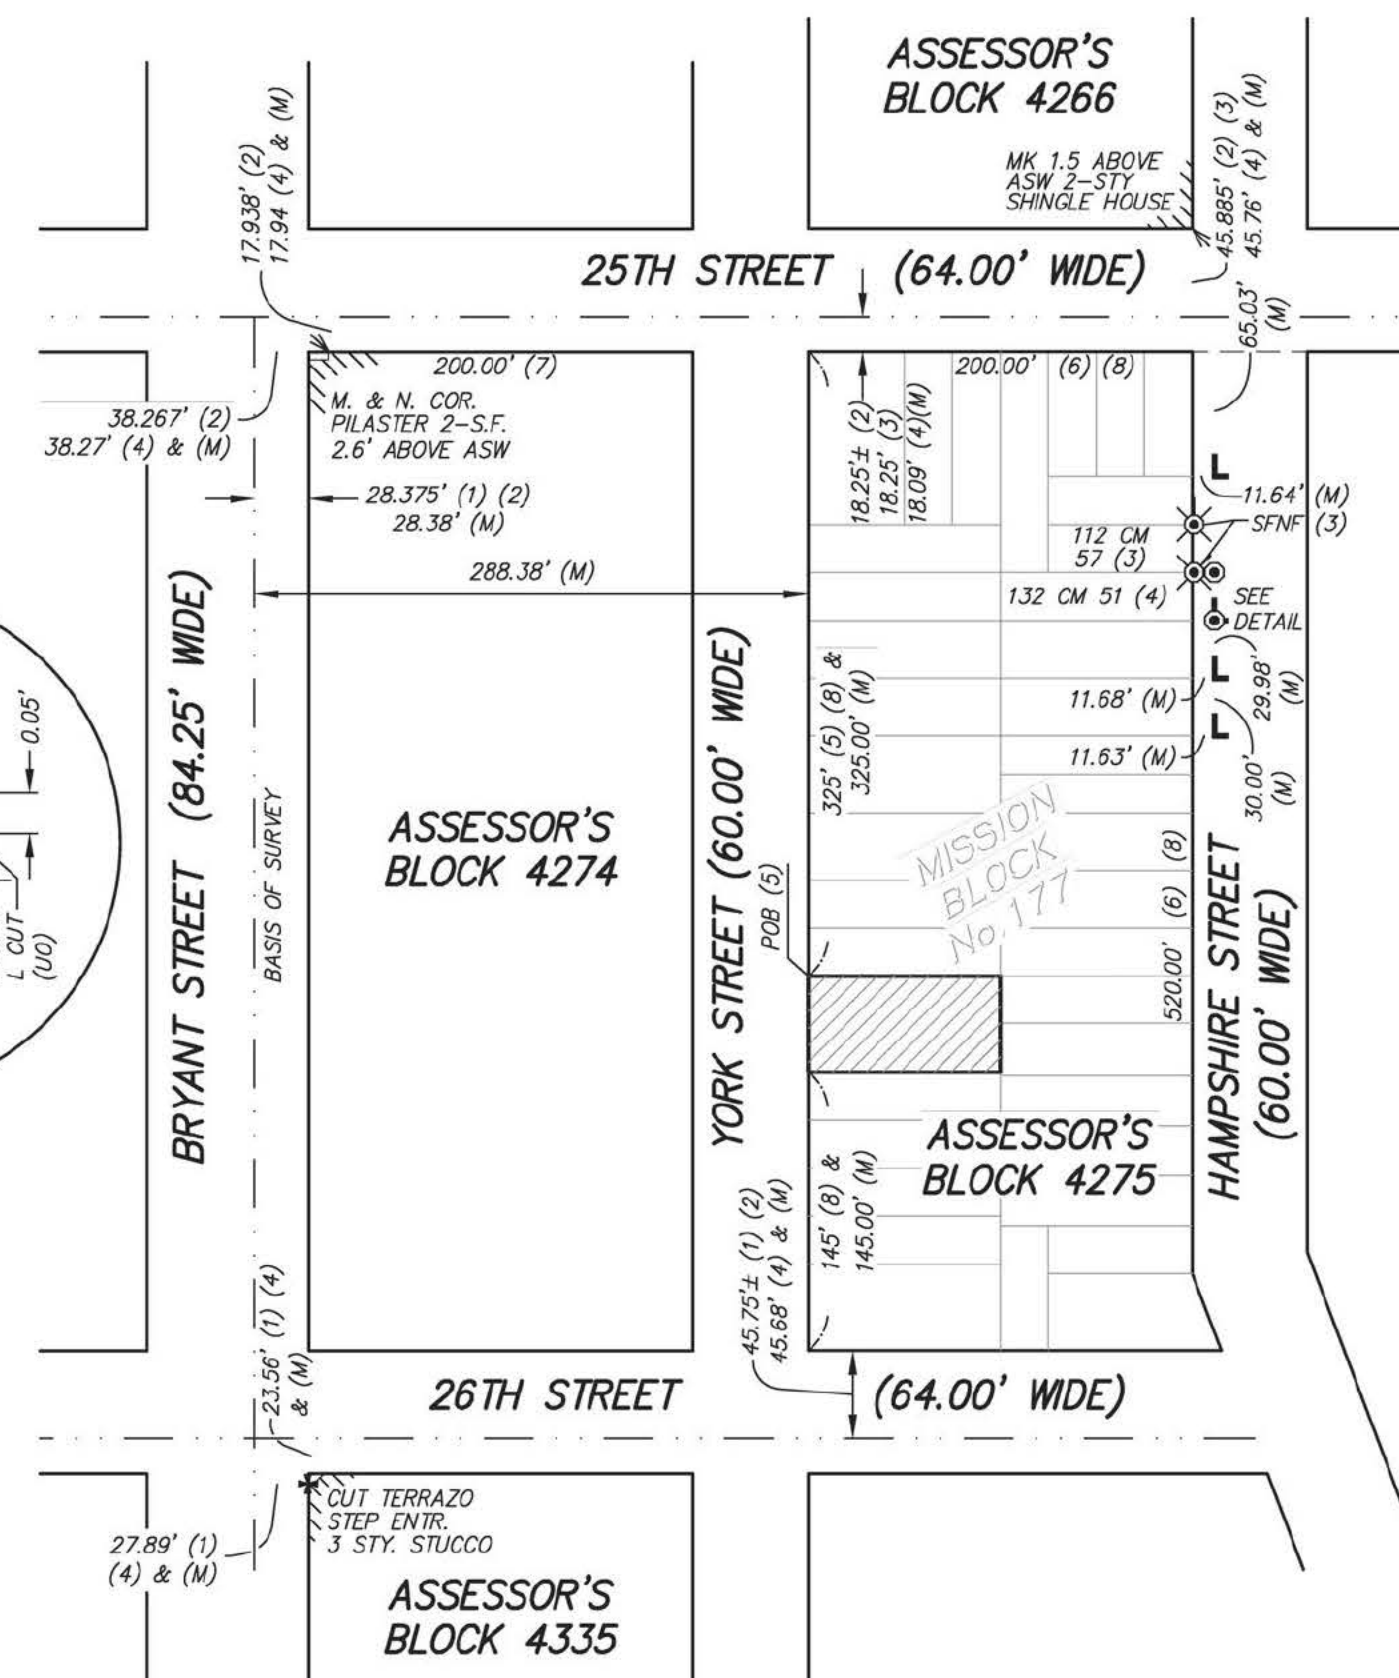 ASSESSOR'S
BLOCK 4266
MK 1.5 ABOVE
ASW 2-STY
SHINGLE HOUSE
17.938' (2)
17.94 (4) & (M)
45.885' (2) (3)
45.76' (4) & (M)
25TH STREET (64.00' WIDE)
65.03'
(M)
200.00' (7)
200.00' (6) (8)
M. & N. COR.
PILASTER 2-S.F.
2.6' ABOVE ASW
38.267' (2)
38.27' (4) & (M)
28.375' (1) (2)
28.38' (M)
18.25'± (2)
18.25' (3)
18.09' (4)(M)
11.64' (M)
SFNF (3)
112 CM
57 (3)
288.38' (M)
132 CM 51 (4)
SEE
DETAIL
BRYANT STREET (84.25' WIDE)
YORK STREET (60.00' WIDE)
325' (5) (8) &
325.00' (M)
29.98'
(M)
11.68' (M)
11.63' (M)
30.00'
(M)
0.05'
L CUT
(UO)
BASIS OF SURVEY
ASSESSOR'S
BLOCK 4274
MISSION
BLOCK
No. 177
POB (5)
520.00' (6) (8)
HAMPSHIRE STREET
(60.00' WIDE)
ASSESSOR'S
BLOCK 4275
145' (8) &
145.00' (M)
45.75'± (1) (2)
45.68' (4) & (M)
23.56' (1) (4)
& (M)
26TH STREET (64.00' WIDE)
CUT TERRAZO
STEP ENTR.
3 STY. STUCCO
27.89' (1)
(4) & (M)
ASSESSOR'S
BLOCK 4335